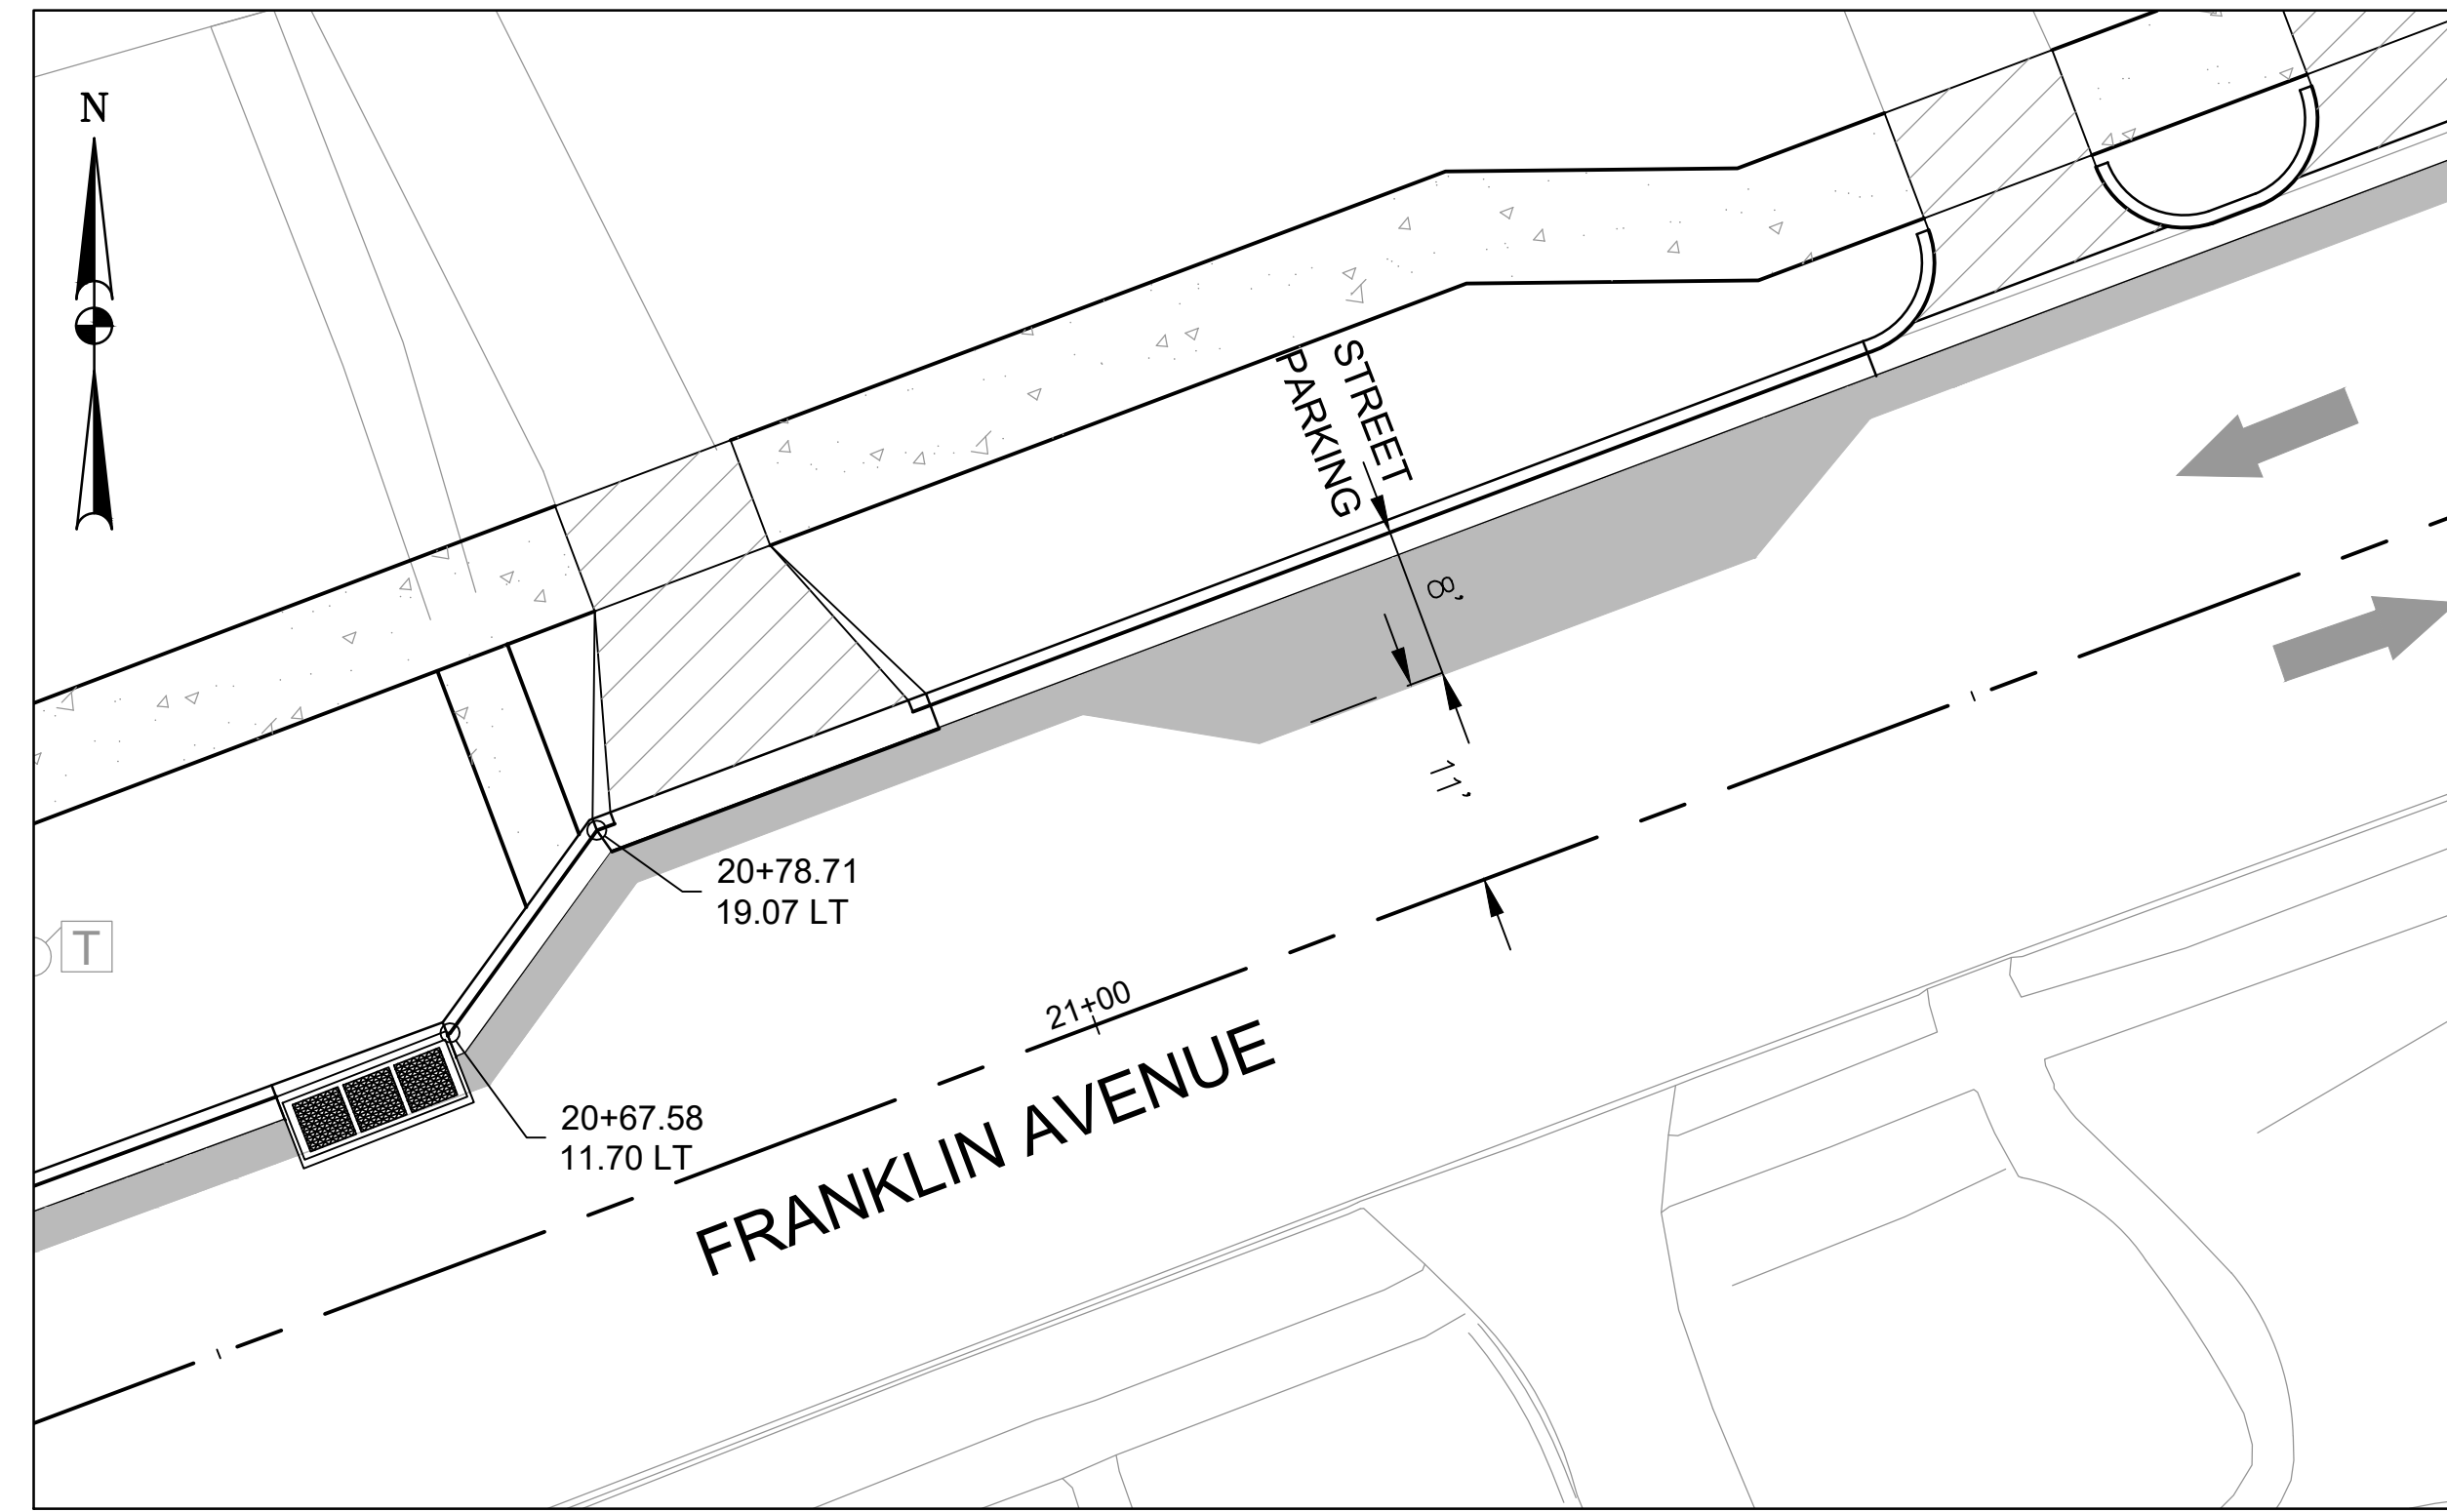 N
STREET
PARKING
8'
11'
20+78.71
19.07 LT
T
21+00
FRANKLIN AVENUE
20+67.58
11.70 LT